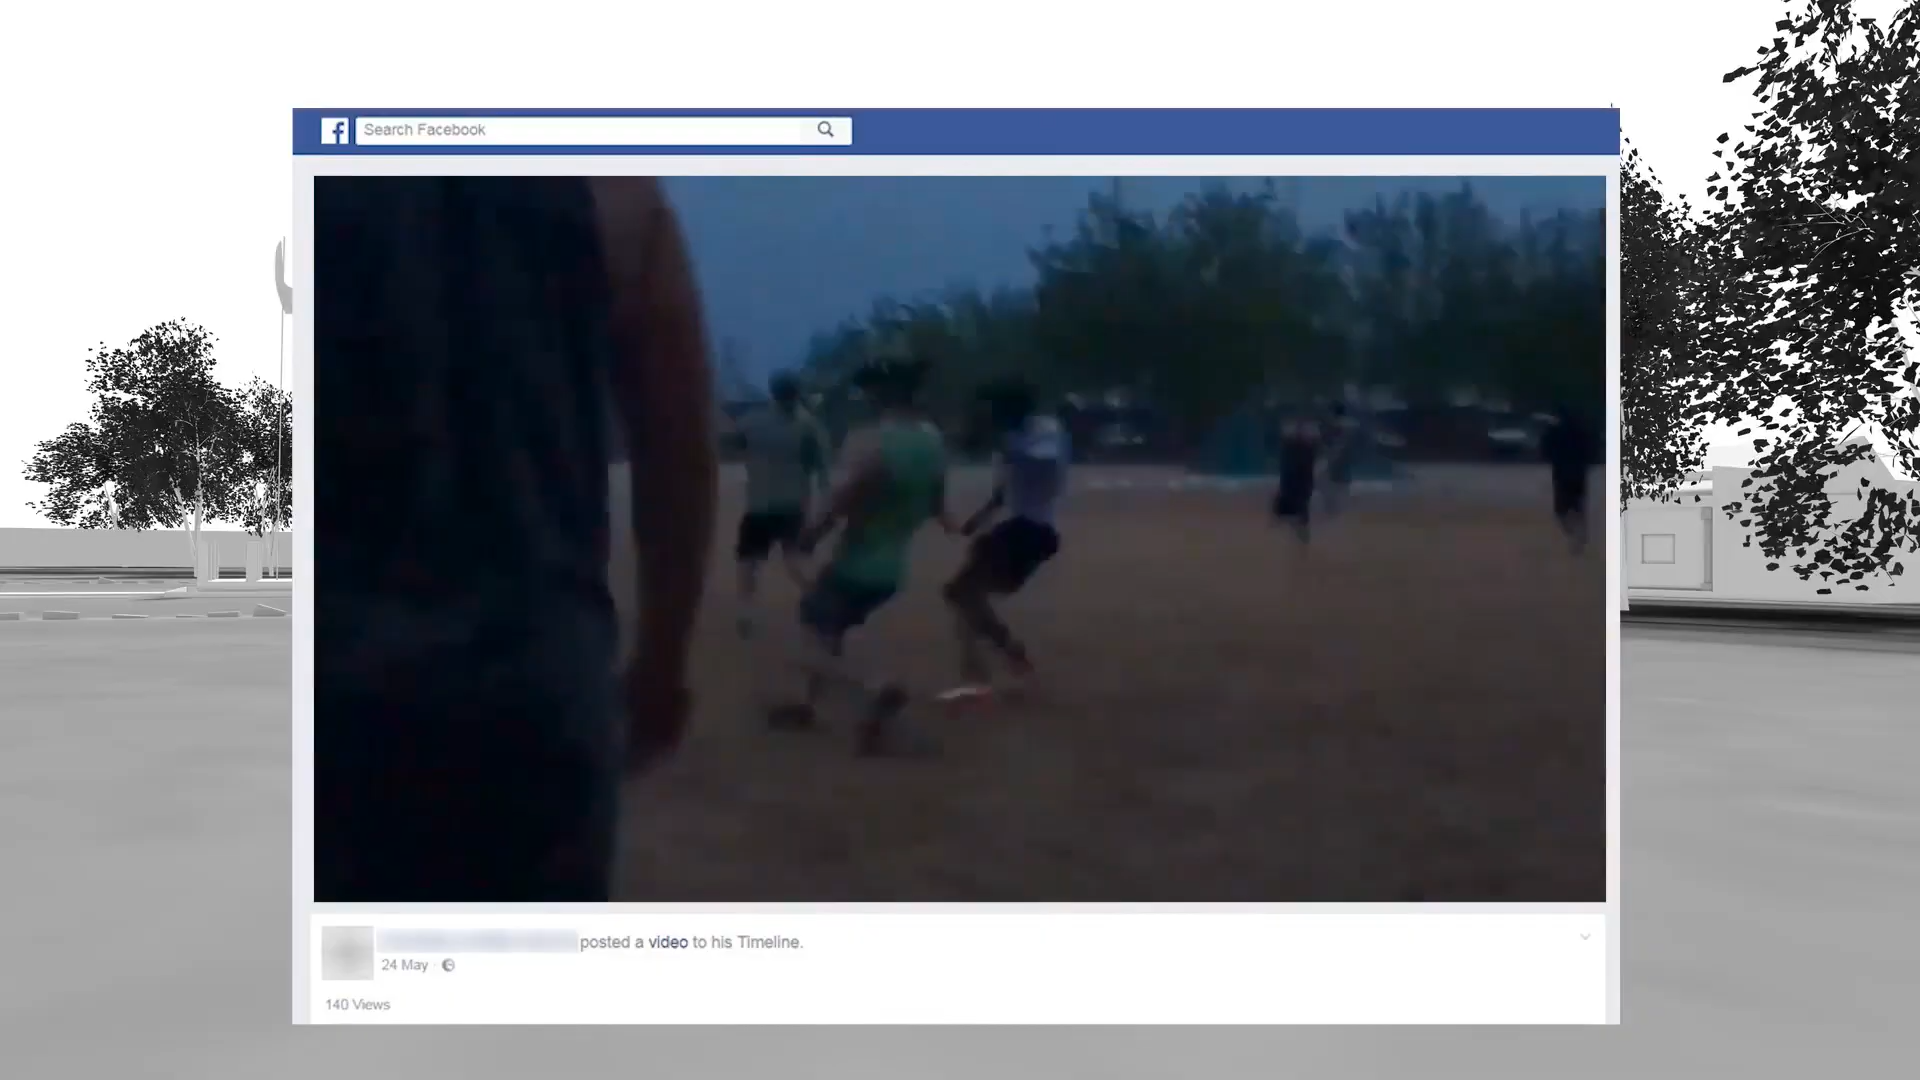 Search Facebook
posted a video to his Timeline.
24 May
140 Views